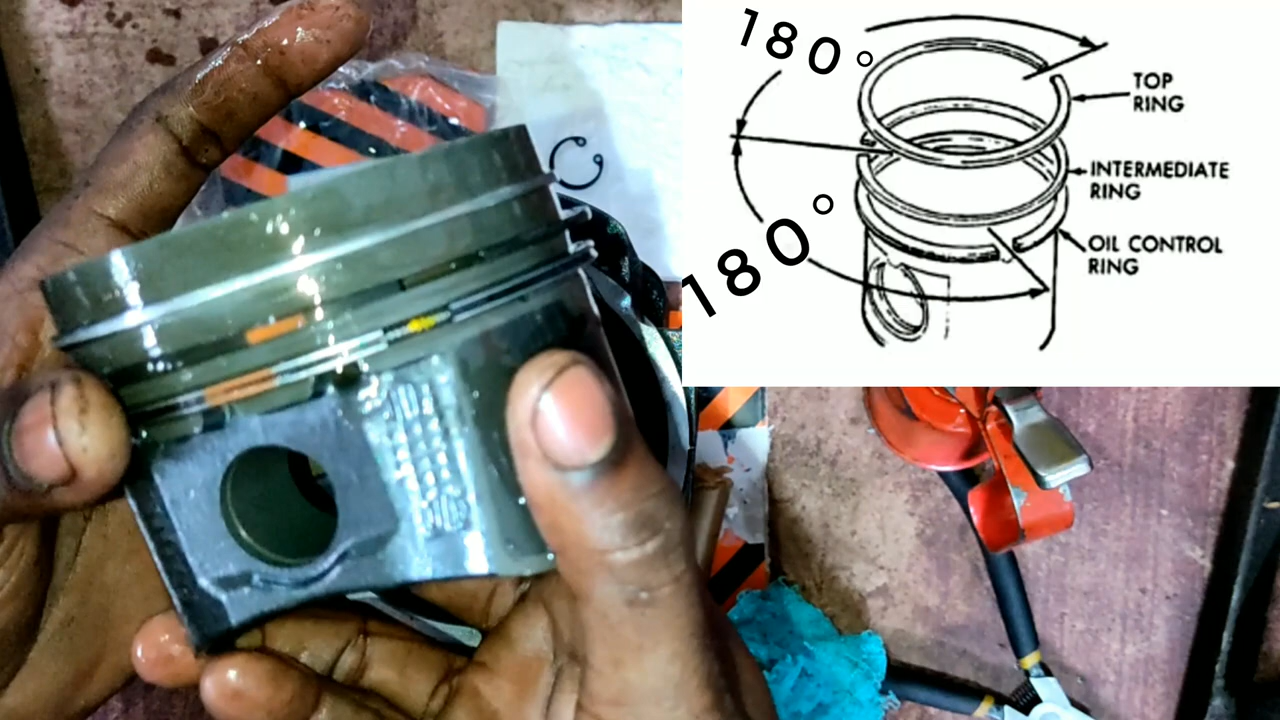 180°
TOP
RING
INTERMEDIATE
RING
180°
OIL CONTROL
RING